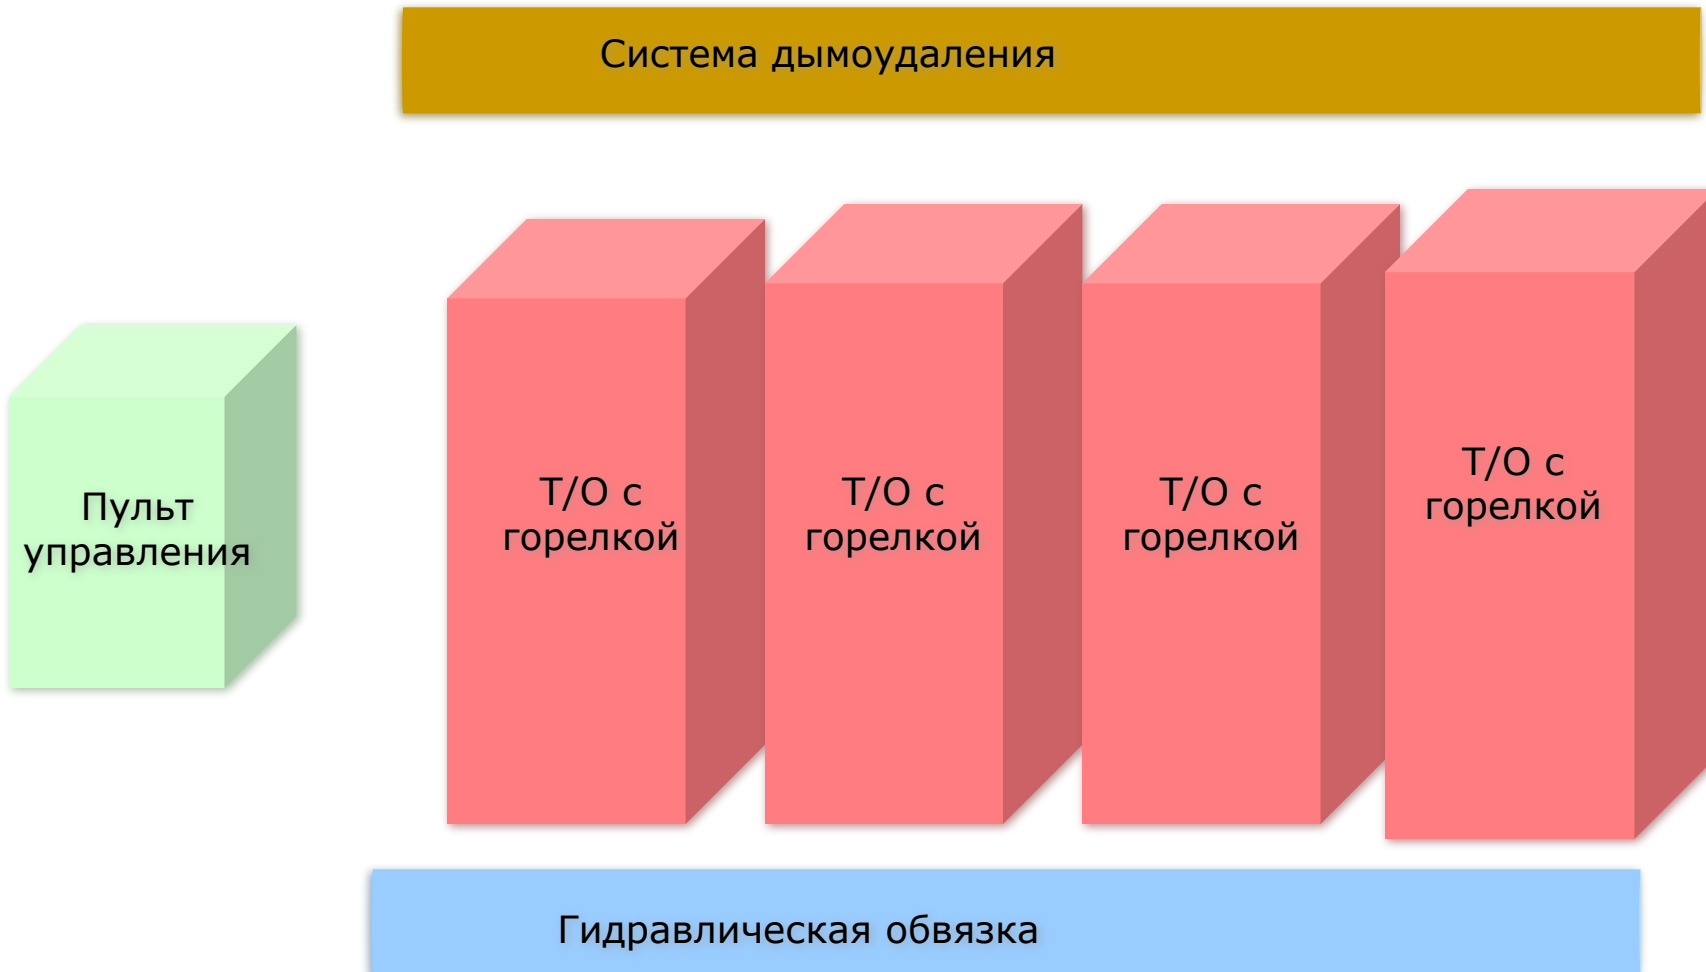 Система дымоудаления
Пульт
управления
Т/О с
горелкой
Т/О с
горелкой
Т/О с
горелкой
Т/О с
горелкой
Гидравлическая обвязка